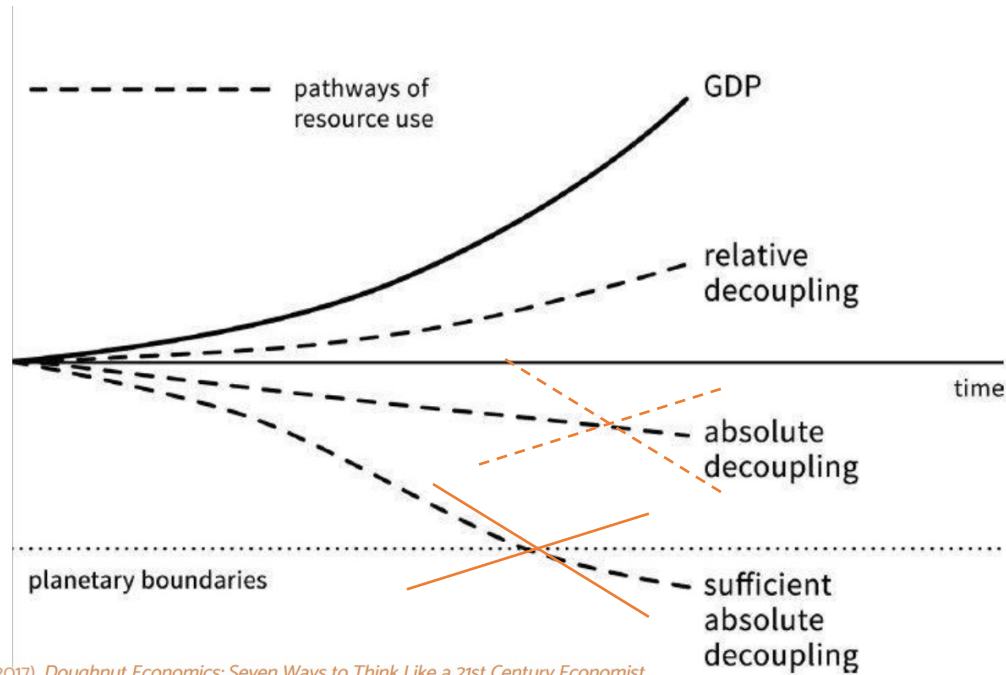 pathways of
resource use
GDP
relative
decoupling
time
absolute
decoupling
planetary boundaries
sufficient
absolute
decoupling
2017). Doughnut Economics: Seven Ways to Think Like a 21st Century Economist